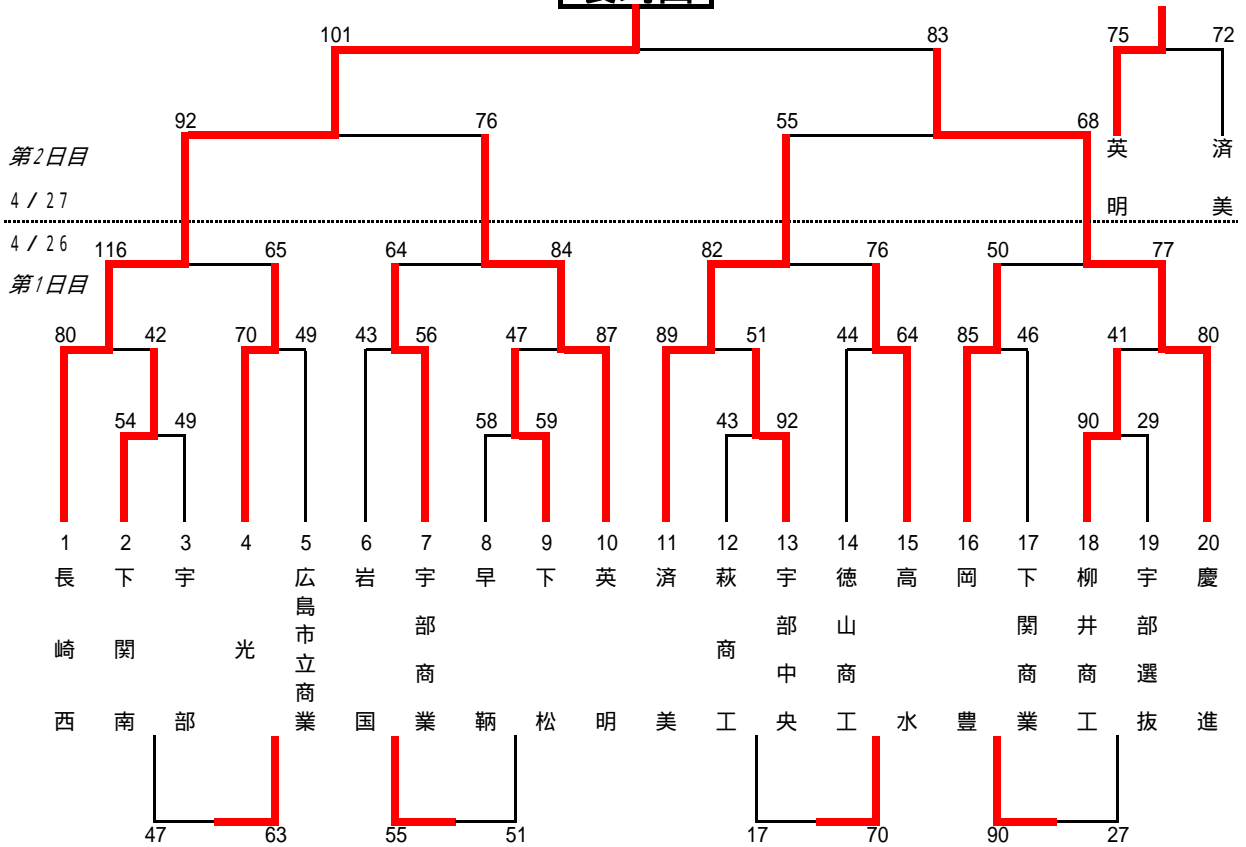 101 83 75 72
92 76 55 68
英明 済美
第2日目
4/27
4/26
第1日目
116 65 64 84 82 76 50 77
80 42 70 49 43 56 47 87 89 51 44 64 85 46 41 80
54 49 58 59 43 92 90 29
1 2 3 4 5 6 7 8 9 10 11 12 13 14 15 16 17 18 19 20
長崎西
下関南
宇部
光
広島市立商業
岩国
宇部商業
早鞆
下松
英明
済美
萩商工
宇部中央
徳山商工
高水
岡豊
下関商業
柳井商工
宇部選抜
慶進
47 63 55 51 17 70 90 27